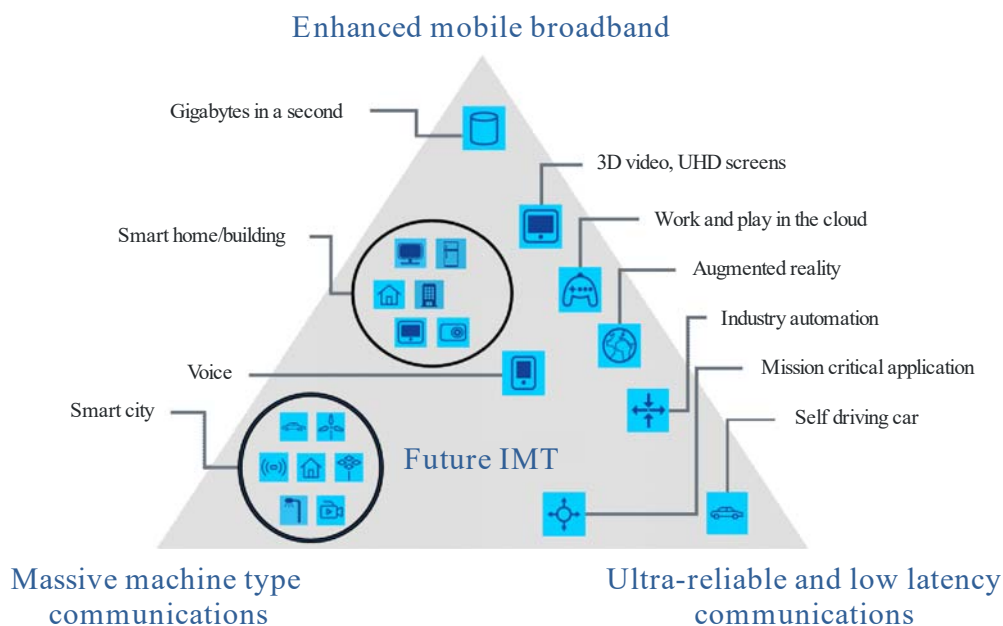 Enhanced mobile broadband
Gigabytes in a second
3D video, UHD screens
Work and play in the cloud
Smart home/building
Augmented reality
Industry automation
Voice
Mission critical application
Smart city
Self driving car
Future IMT
Massive machine type
communications
Ultra-reliable and low latency
communications